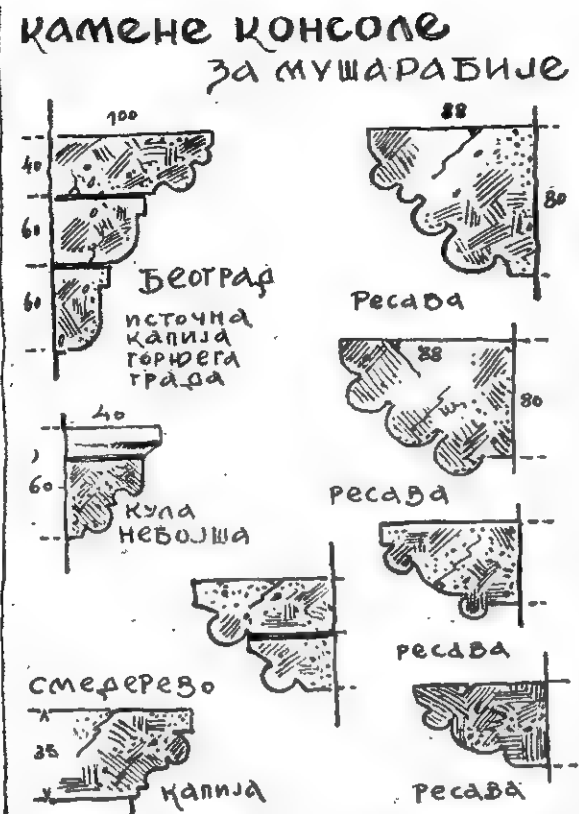 камене конзоле
за мушарабије
100
40
60
60
Београд
источна
капија
горњега
града
88
80
Ресава
88
80
Ресава
40
60
кула
небојша
Ресава
смедерево
35
капија
Ресава